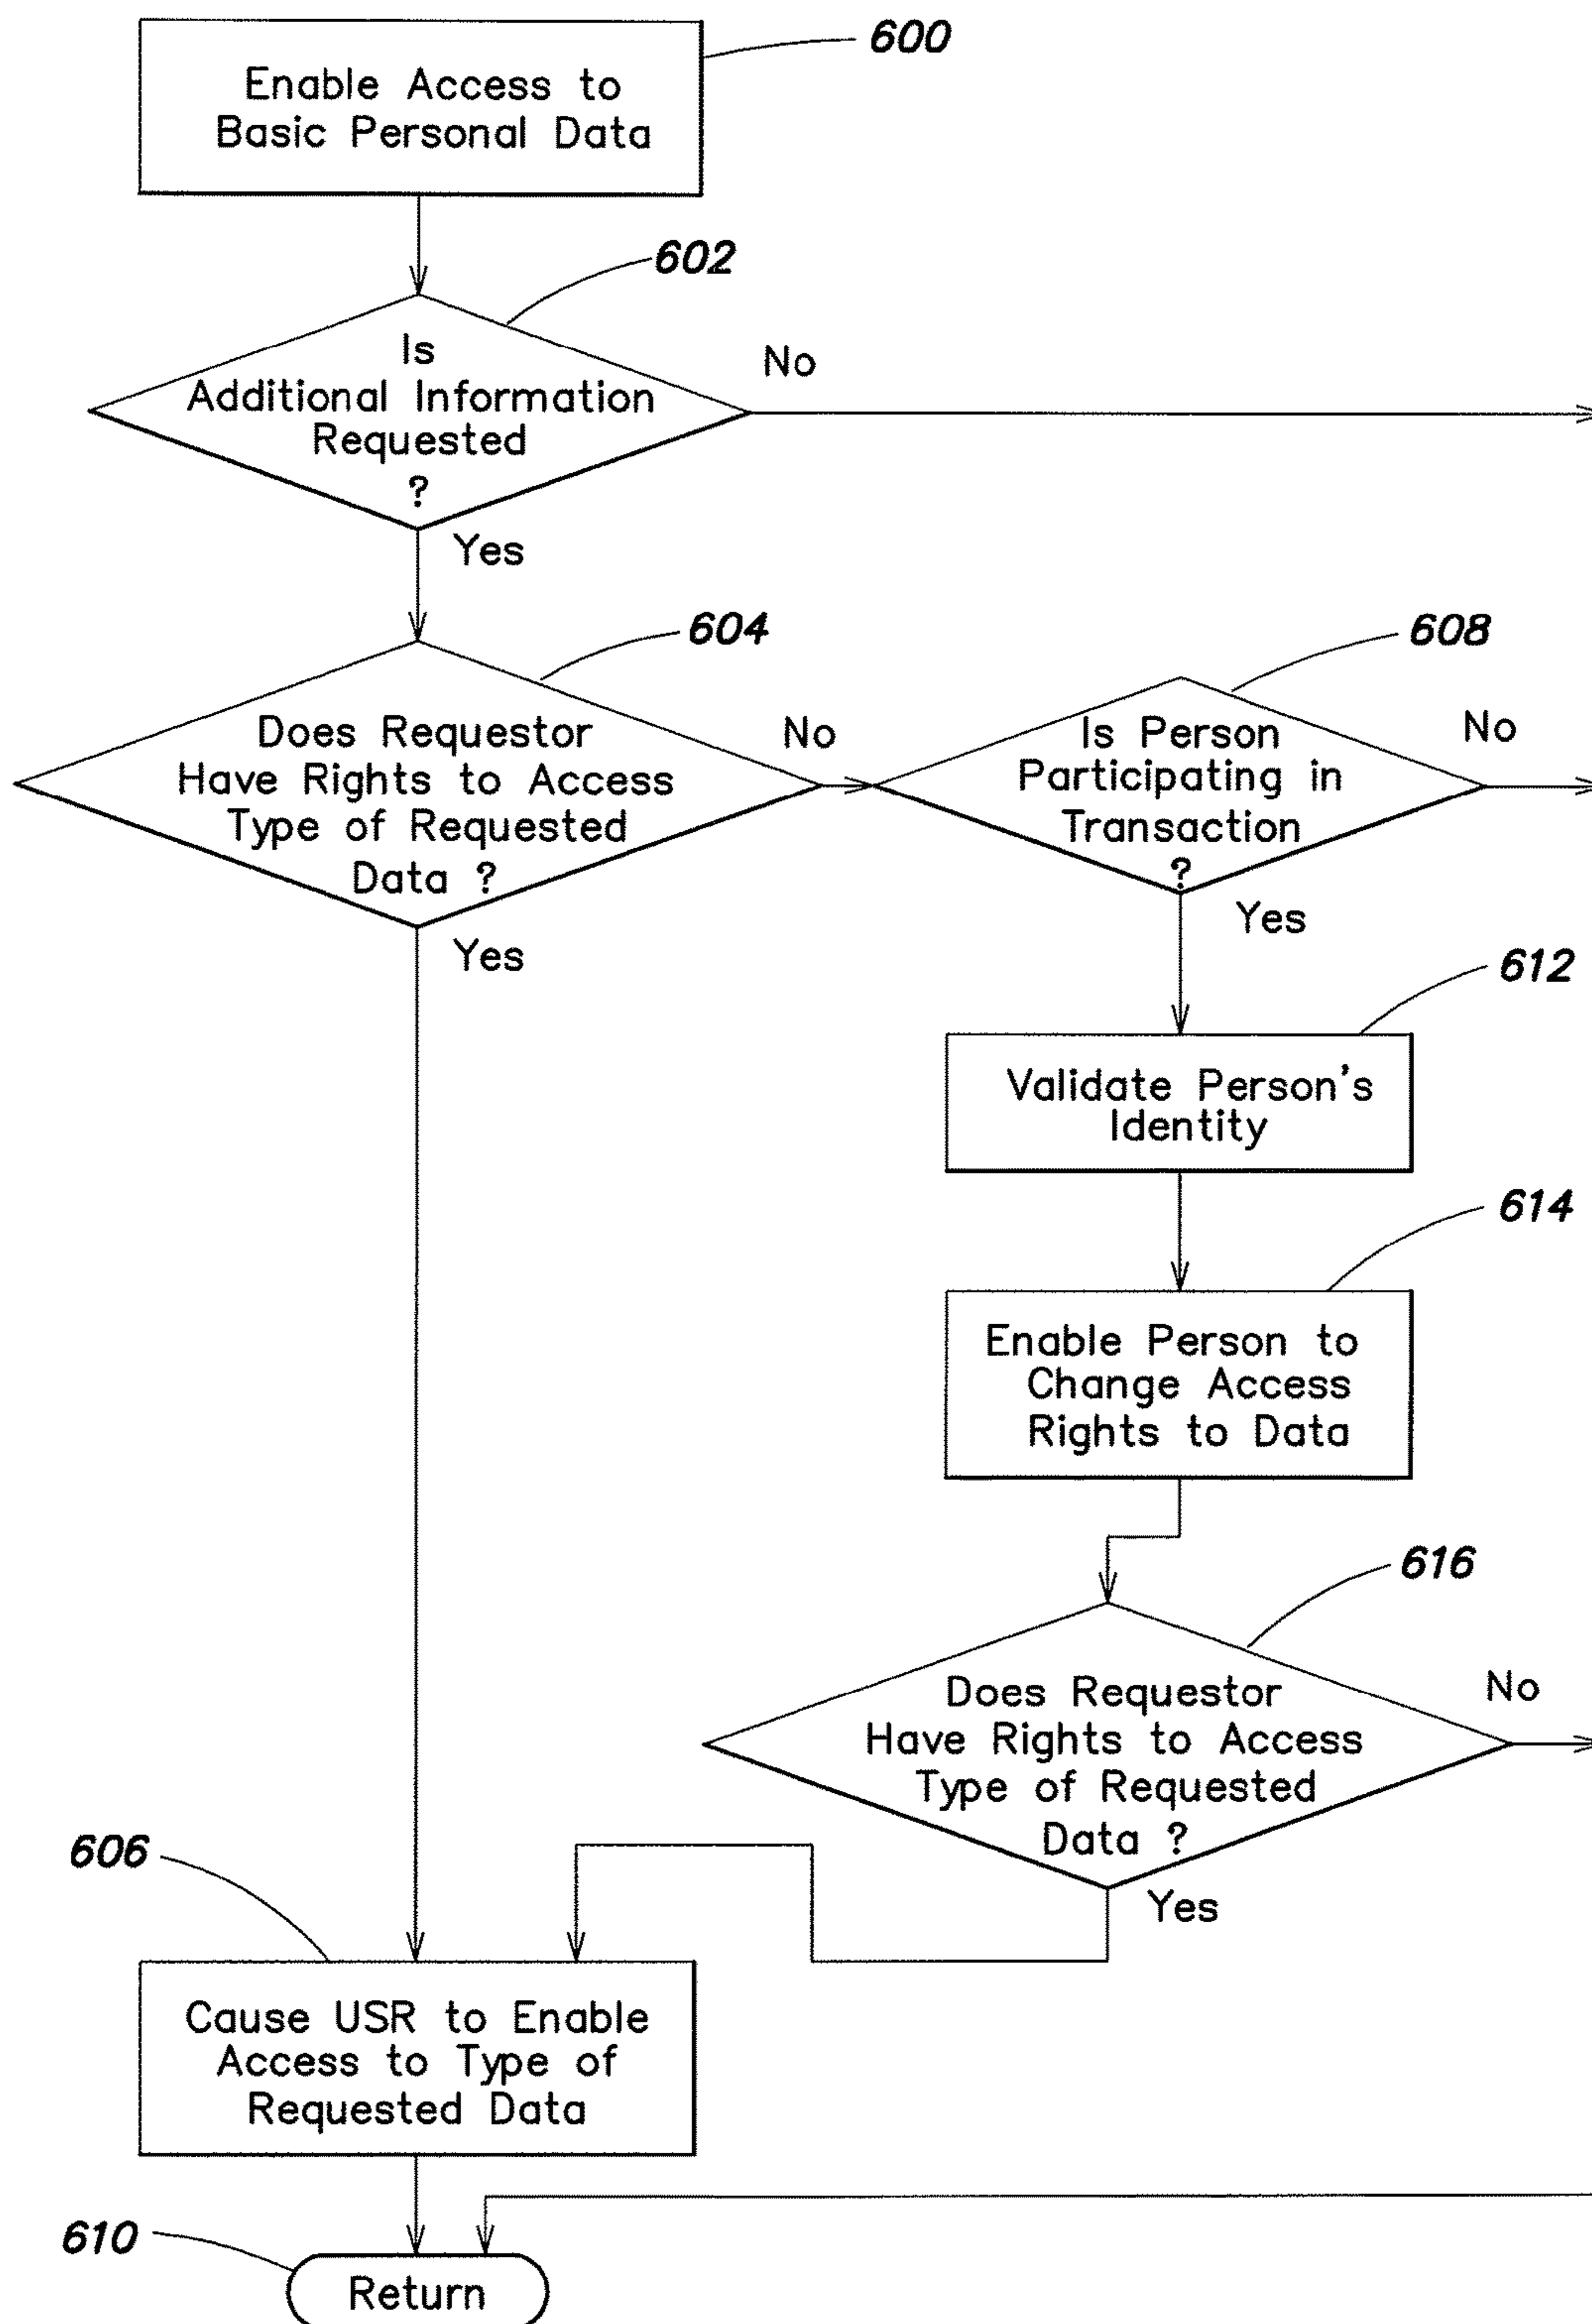 600
Enable Access to
Basic Personal Data
602
Is
Additional Information
Requested
?
No
Yes
604
Does Requestor
Have Rights to Access
Type of Requested
Data ?
No
Yes
608
Is Person
Participating in
Transaction
?
No
Yes
612
Validate Person's
Identity
614
Enable Person to
Change Access
Rights to Data
616
Does Requestor
Have Rights to Access
Type of Requested
Data ?
No
Yes
606
Cause USR to Enable
Access to Type of
Requested Data
610
Return